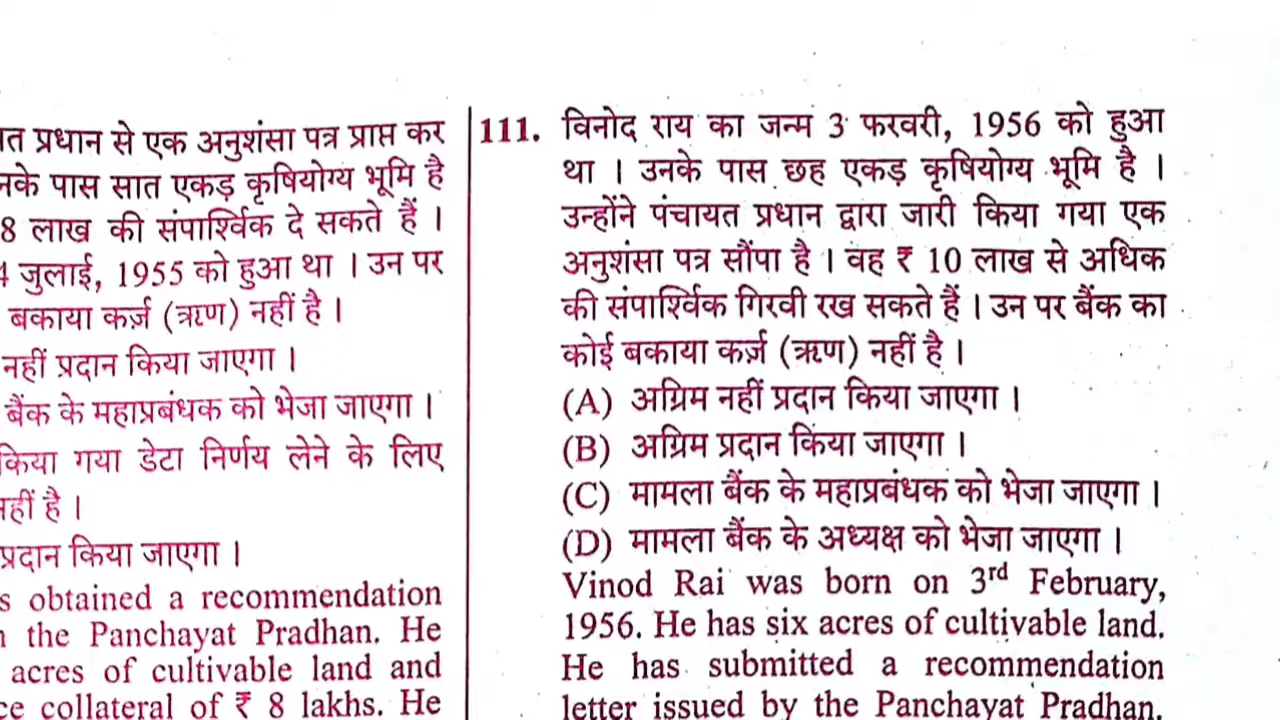 त प्रधान से एक अनुशंसा पत्र प्राप्त कर
नके पास सात एकड़ कृषियोग्य भूमि है
8 लाख की संपार्श्विक दे सकते हैं ।
4 जुलाई, 1955 को हुआ था । उन पर
बकाया कर्ज़ (ऋण) नहीं है ।
नहीं प्रदान किया जाएगा ।
बैंक के महाप्रबंधक को भेजा जाएगा ।
किया गया डेटा निर्णय लेने के लिए
नहीं है ।
प्रदान किया जाएगा ।
s obtained a recommendation
n the Panchayat Pradhan. He
acres of cultivable land and
ce collateral of ₹ 8 lakhs. He
111. विनोद राय का जन्म 3 फरवरी, 1956 को हुआ
था । उनके पास छह एकड़ कृषियोग्य भूमि है ।
उन्होंने पंचायत प्रधान द्वारा जारी किया गया एक
अनुशंसा पत्र सौंपा है । वह ₹ 10 लाख से अधिक
की संपार्श्विक गिरवी रख सकते हैं । उन पर बैंक का
कोई बकाया कर्ज़ (ऋण) नहीं है ।
(A) अग्रिम नहीं प्रदान किया जाएगा ।
(B) अग्रिम प्रदान किया जाएगा ।
(C) मामला बैंक के महाप्रबंधक को भेजा जाएगा ।
(D) मामला बैंक के अध्यक्ष को भेजा जाएगा ।
Vinod Rai was born on 3rd February,
1956. He has six acres of cultivable land.
He has submitted a recommendation
letter issued by the Panchayat Pradhan.